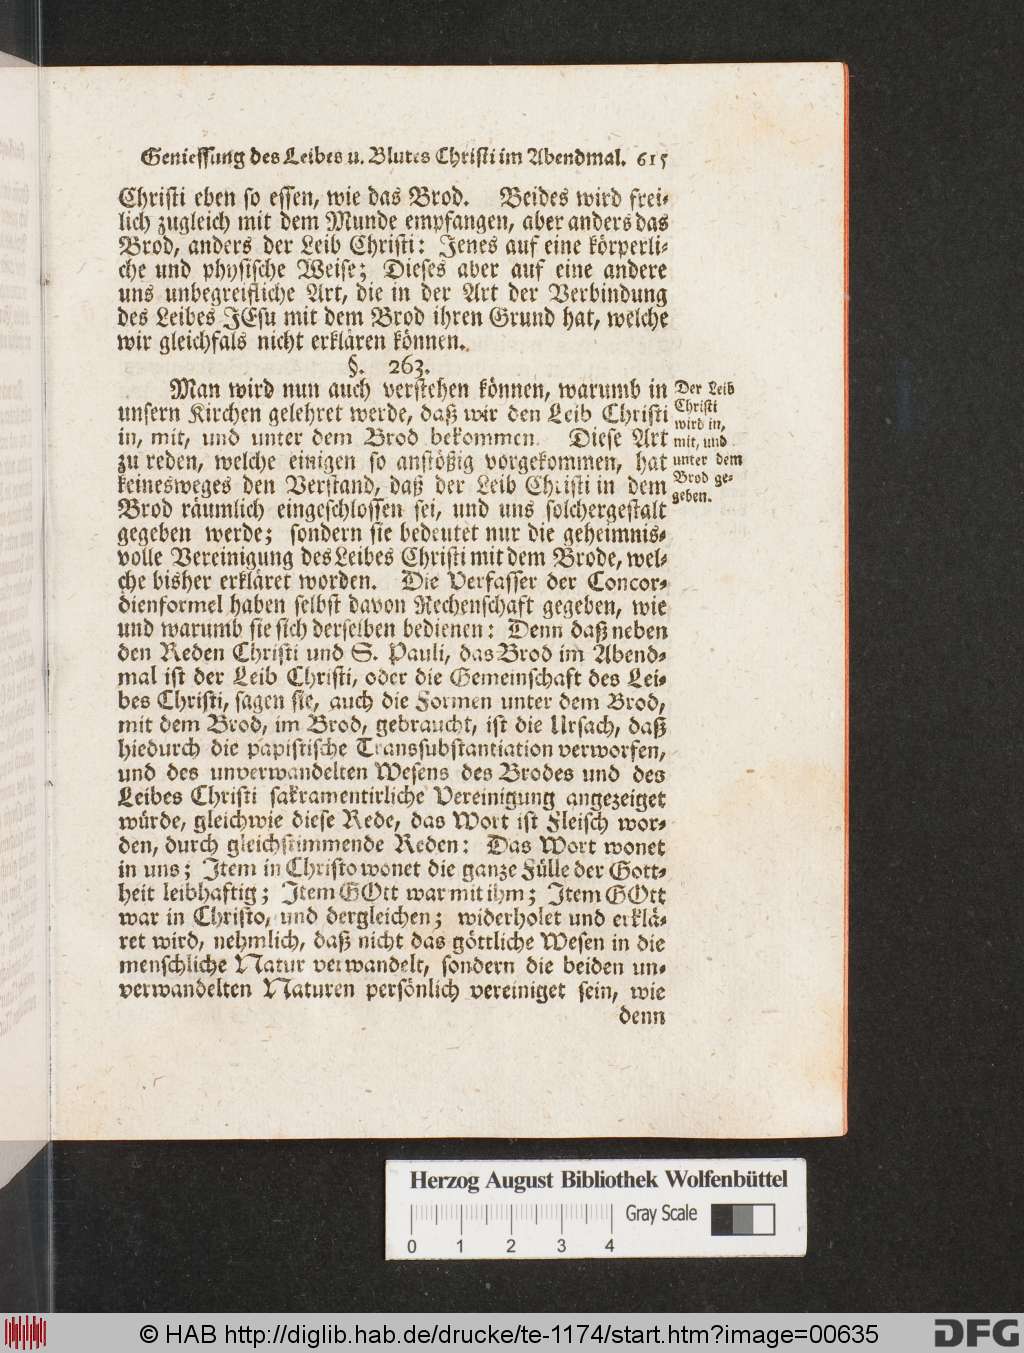 Geniessung des Leibes u. Blutes Christi im Abendmal. 615
Christi eben so essen, wie das Brod. Beides wird frei-
lich zugleich mit dem Munde empfangen, aber anders das
Brod, anders der Leib Christi: Jenes auf eine körperli-
che und physische Weise; Dieses aber auf eine andere
uns unbegreifliche Art, die in der Art der Verbindung
des Leibes JEsu mit dem Brod ihren Grund hat, welche
wir gleichfals nicht erklären können.
§. 263.
Man wird nun auch verstehen können, warumb in
unsern Kirchen gelehret werde, daß wir den Leib Christi
in, mit, und unter dem Brod bekommen. Diese Art
zu reden, welche einigen so anstößig vorgekommen, hat
keinesweges den Verstand, daß der Leib Christi in dem
Brod räumlich eingeschlossen sei, und uns solchergestalt
gegeben werde; sondern sie bedeutet nur die geheimnis-
volle Vereinigung des Leibes Christi mit dem Brode, wel-
che bisher erkläret worden. Die Verfasser der Concor-
dienformel haben selbst davon Rechenschaft gegeben, wie
und warumb sie sich derselben bedienen: Denn daß neben
den Reden Christi und S. Pauli, das Brod im Abend-
mal ist der Leib Christi, oder die Gemeinschaft des Lei-
bes Christi, sagen sie, auch die Formen unter dem Brod,
mit dem Brod, im Brod, gebraucht, ist die Ursach, daß
hiedurch die papistische Transsubstantiation verworfen,
und des unverwandelten Wesens des Brodes und des
Leibes Christi sakramentirliche Vereinigung angezeiget
würde, gleichwie diese Rede, das Wort ist Fleisch wor-
den, durch gleichstimmende Reden: Das Wort wonet
in uns; Item in Christo wonet die ganze Fülle der Gott-
heit leibhaftig; Item GOtt war mit ihm; Item GOtt
war in Christo, und dergleichen; widerholet und erklä-
ret wird, nehmlich, daß nicht das göttliche Wesen in die
menschliche Natur verwandelt, sondern die beiden un-
verwandelten Naturen persönlich vereiniget sein, wie
denn
Der Leib
Christi
wird in,
mit, und
unter dem
Brod ge-
geben.
Herzog August Bibliothek Wolfenbüttel
Gray Scale
0 1 2 3 4
© HAB http://diglib.hab.de/drucke/te-1174/start.htm?image=00635
DFG